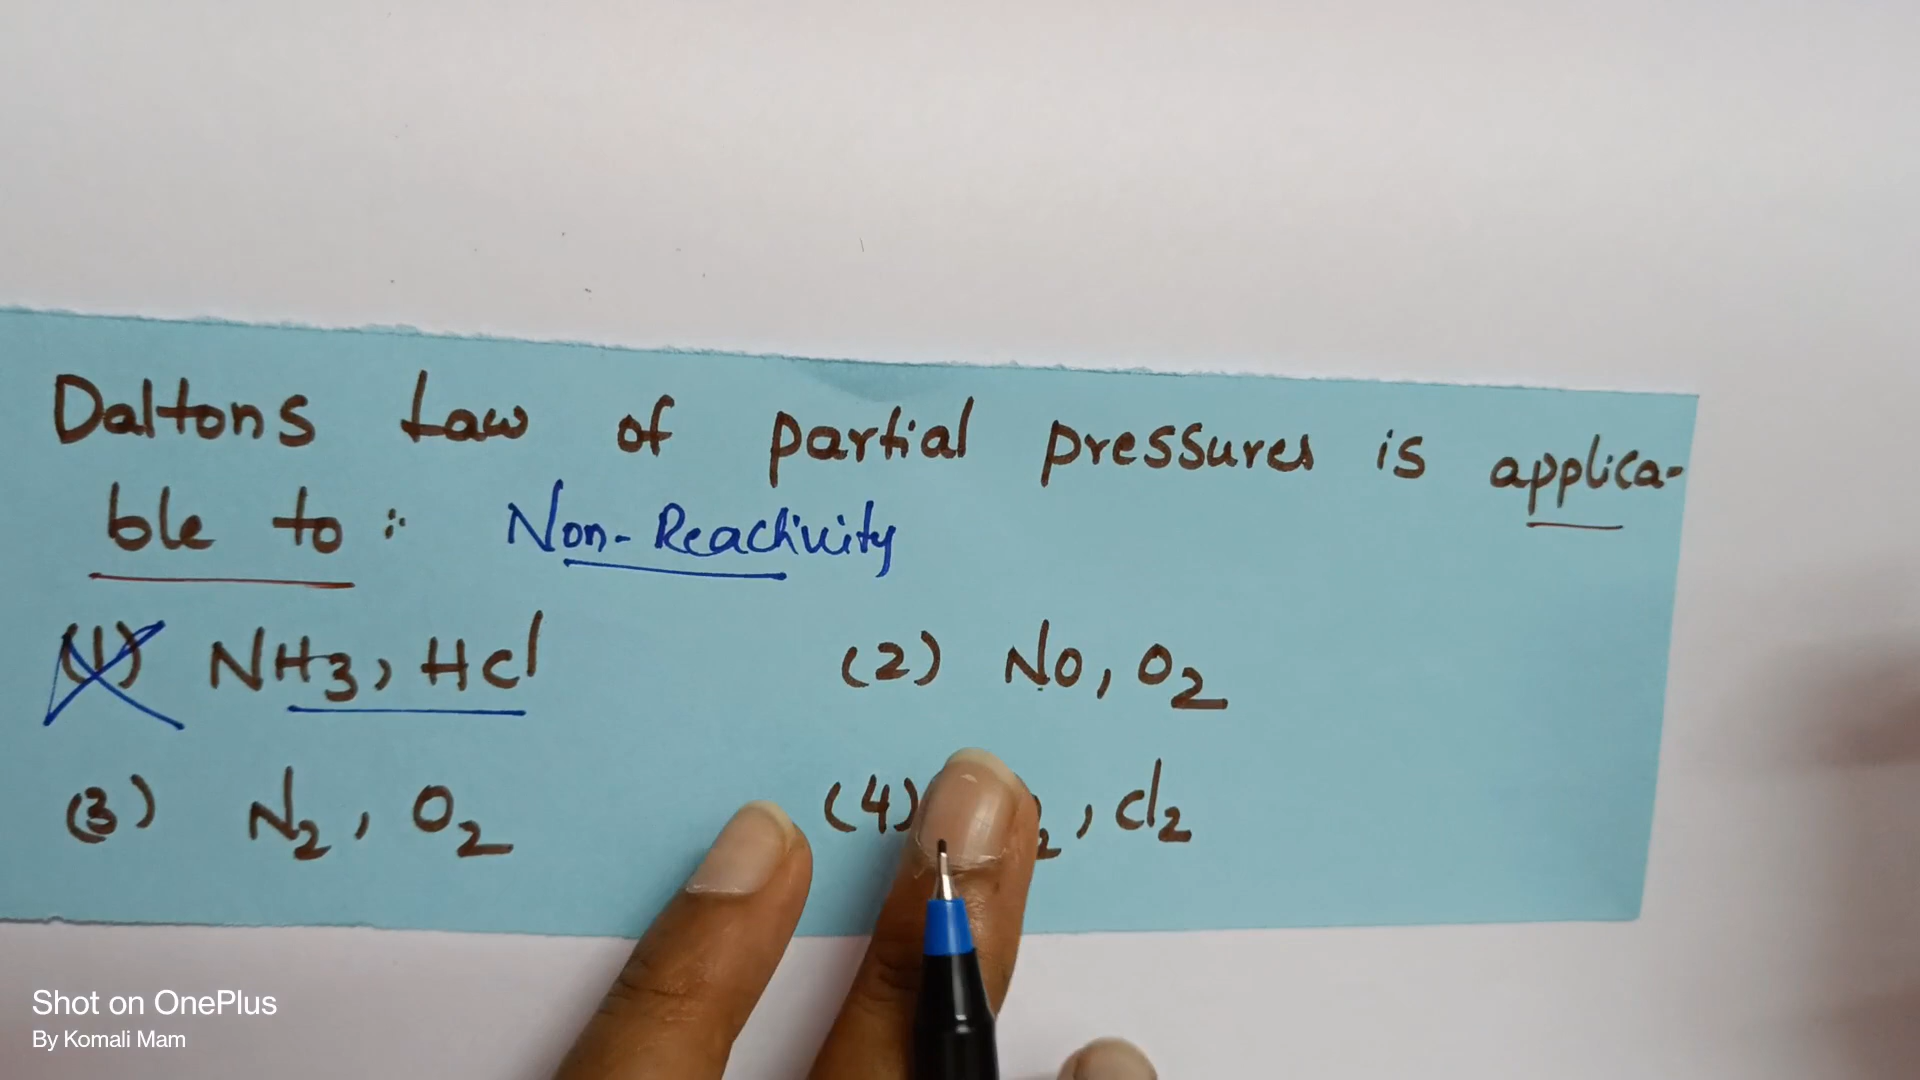 Daltons Law of partial pressures is applica-
ble to : Non-Reactivity
(1) NH3, HCl (2) No, O2
(3) N2, O2 (4) 2, Cl2
Shot on OnePlus
By Komali Mam